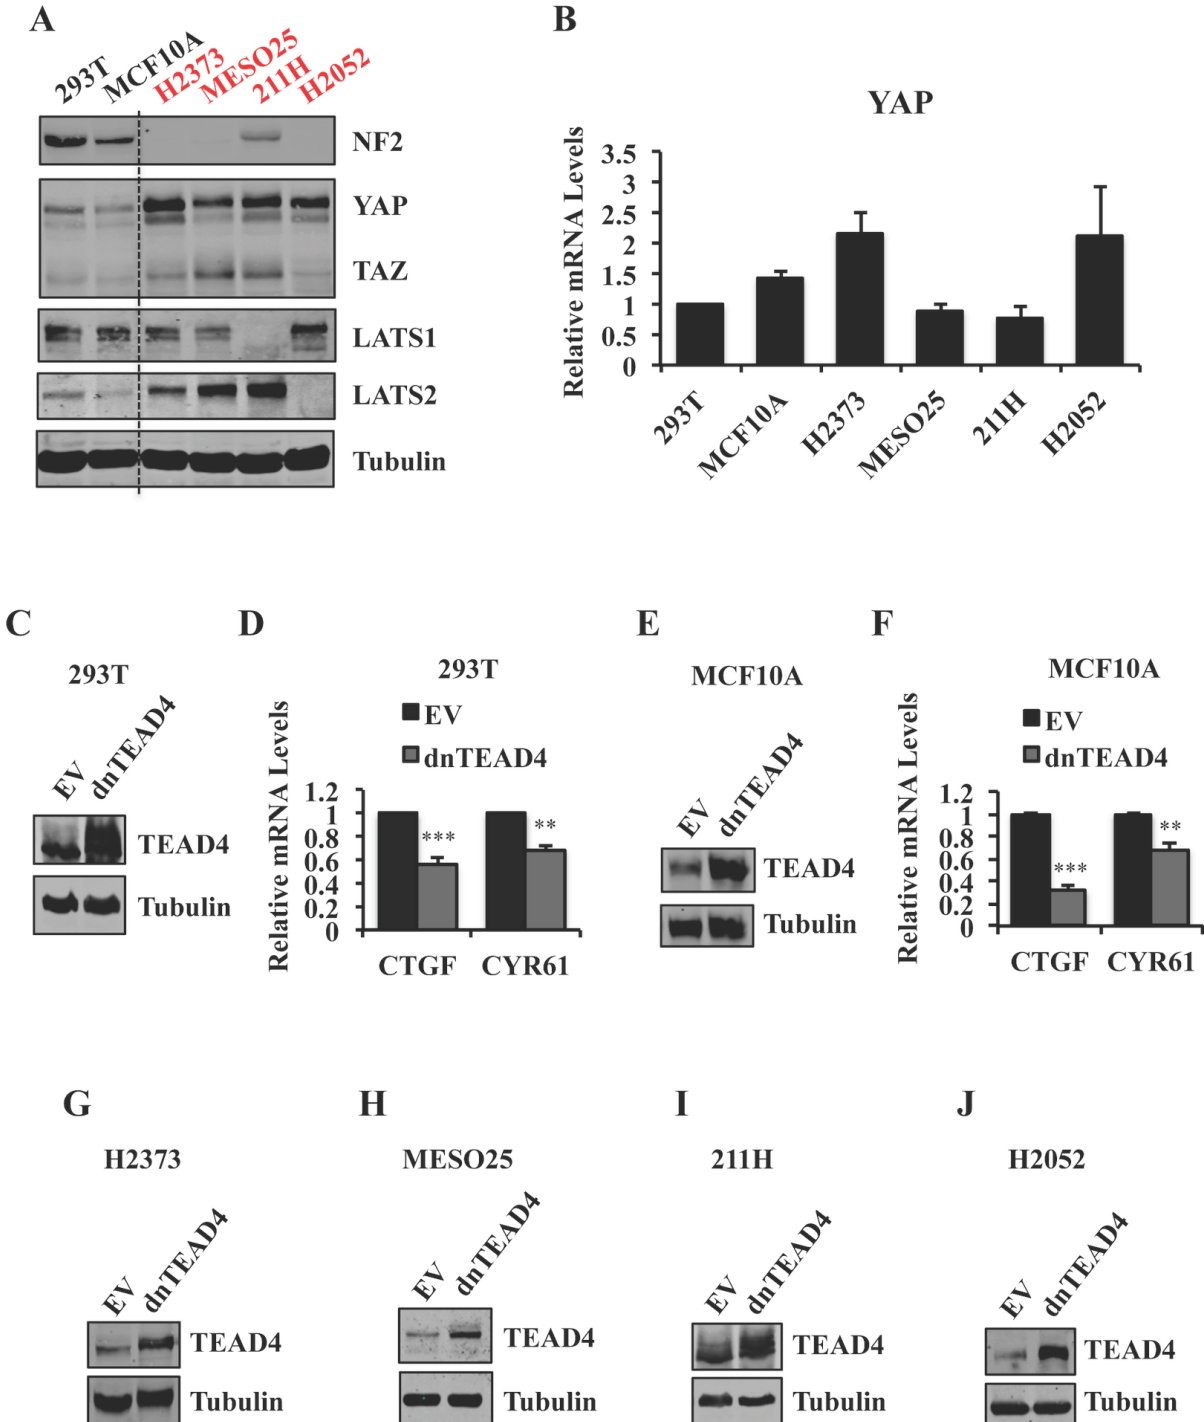 A
293T
MCF10A
H2373
MESO25
211H
H2052
NF2
YAP
TAZ
LATS1
LATS2
Tubulin
B
YAP
Relative mRNA Levels
3.5
3
2.5
2
1.5
1
0.5
0
293T
MCF10A
H2373
MESO25
211H
H2052
C
293T
EV
dnTEAD4
TEAD4
Tubulin
D
293T
EV
dnTEAD4
Relative mRNA Levels
1.2
1
0.8
0.6
0.4
0.2
0
***
**
CTGF CYR61
E
MCF10A
EV
dnTEAD4
TEAD4
Tubulin
F
MCF10A
EV
dnTEAD4
Relative mRNA Levels
1.2
1
0.8
0.6
0.4
0.2
0
***
**
CTGF CYR61
G
H2373
EV
dnTEAD4
TEAD4
Tubulin
H
MESO25
EV
dnTEAD4
TEAD4
Tubulin
I
211H
EV
dnTEAD4
TEAD4
Tubulin
J
H2052
EV
dnTEAD4
TEAD4
Tubulin